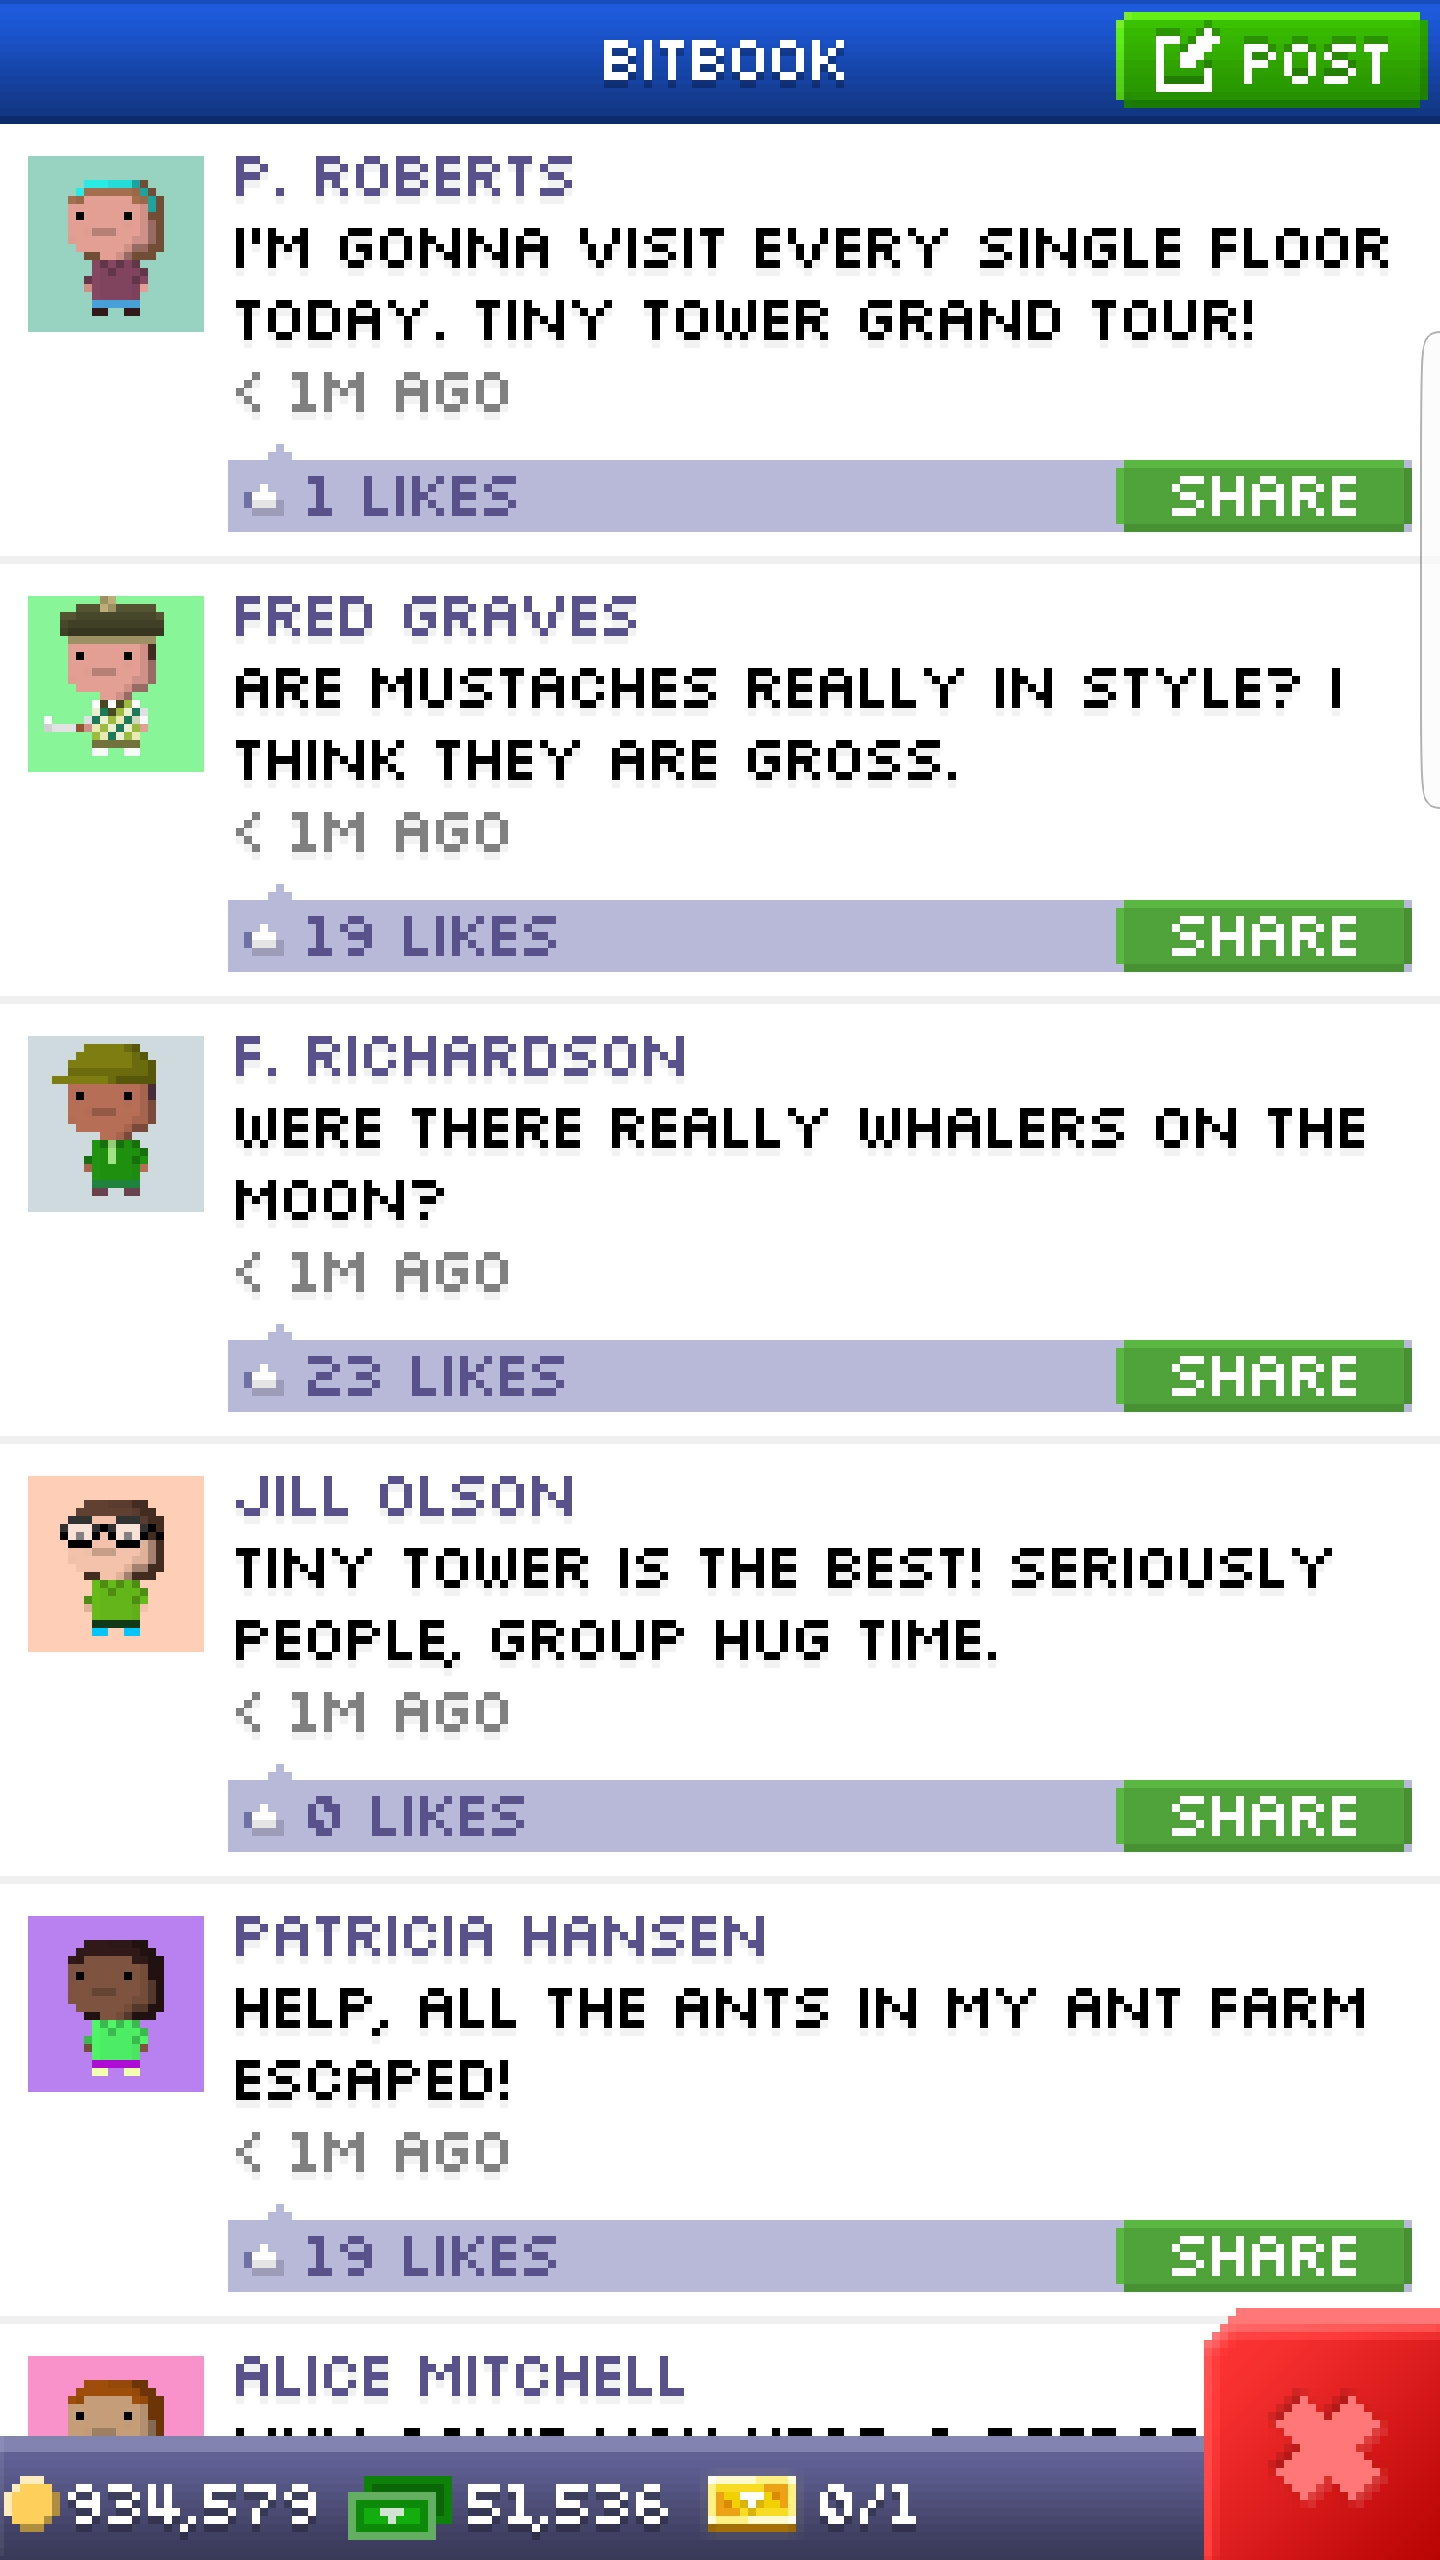 BITBOOK
POST
P. ROBERTS
I'M GONNA VISIT EVERY SINGLE FLOOR
TODAY. TINY TOWER GRAND TOUR!
< 1M AGO
1 LIKES
SHARE
FRED GRAVES
ARE MUSTACHES REALLY IN STYLE? I
THINK THEY ARE GROSS.
< 1M AGO
19 LIKES
SHARE
F. RICHARDSON
WERE THERE REALLY WHALERS ON THE
MOON?
< 1M AGO
23 LIKES
SHARE
JILL OLSON
TINY TOWER IS THE BEST! SERIOUSLY
PEOPLE, GROUP HUG TIME.
< 1M AGO
0 LIKES
SHARE
PATRICIA HANSEN
HELP, ALL THE ANTS IN MY ANT FARM
ESCAPED!
< 1M AGO
19 LIKES
SHARE
ALICE MITCHELL
934,579 51,536 0/1